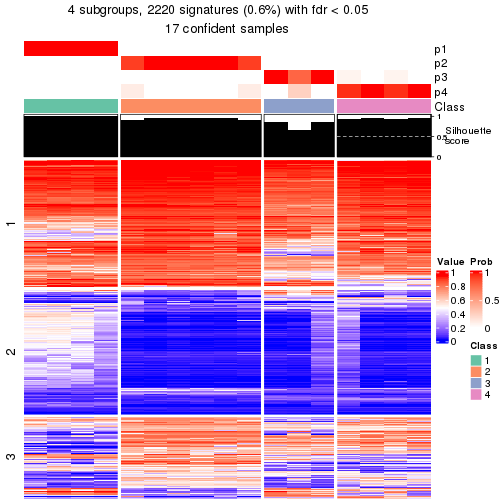 4 subgroups, 2220 signatures (0.6%) with fdr < 0.05
17 confident samples
p1
p2
p3
p4
Class
1
0.5
0
Silhouette
score
1
2
3
Value
1
0.8
0.6
0.4
0.2
0
Prob
1
0.5
0
Class
1
2
3
4